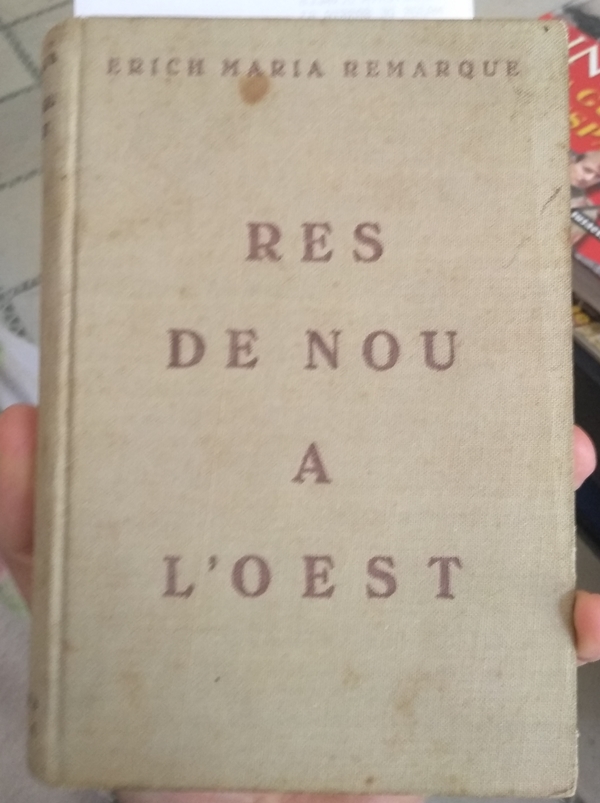 ERICH MARIA REMARQUE
RES
DE NOU
A
L'OEST